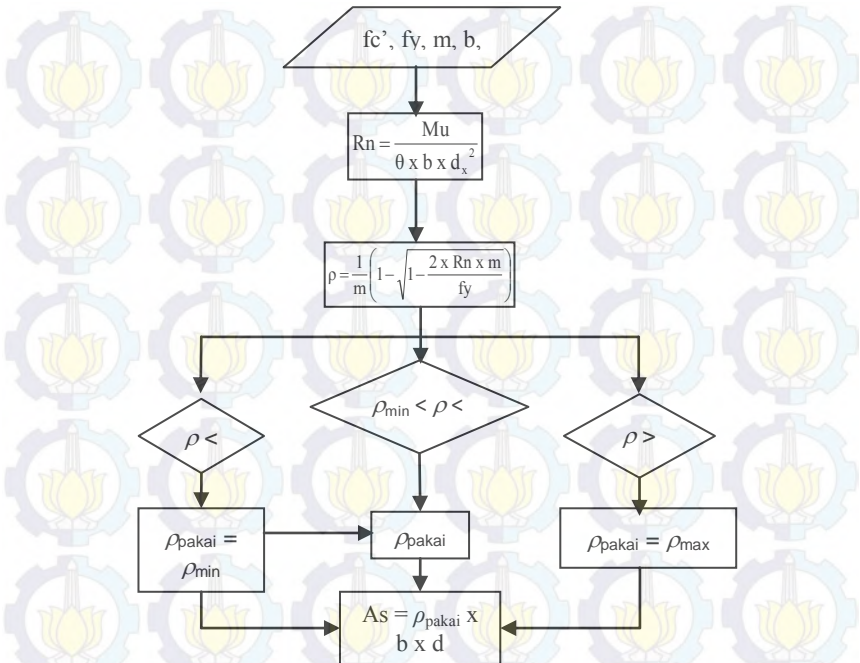 fc’, fy, m, b,
Rn = Mu / θ x b x dₓ²
ρ = 1/m (1 − √(1 − 2 x Rn x m / fy))
ρ <
ρmin < ρ <
ρ >
ρpakai =
ρmin
ρpakai
ρpakai = ρmax
As = ρpakai x
b x d